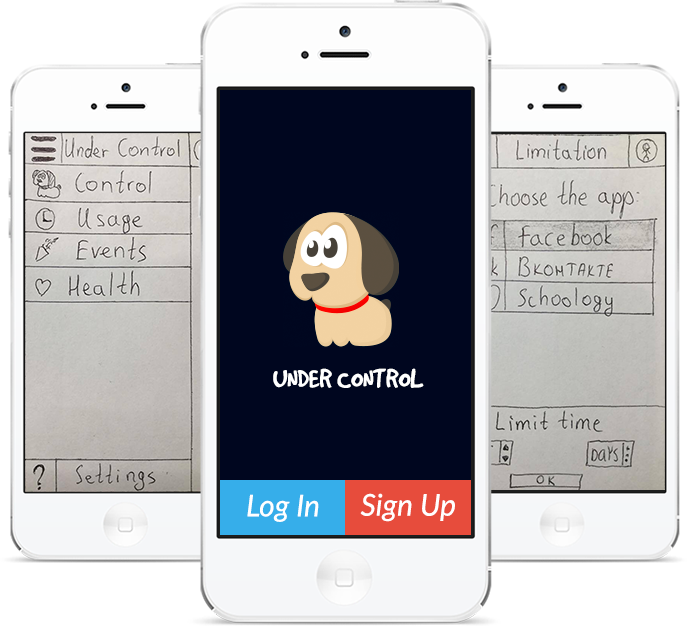 Under Control
Control
Usage
Events
Health
?
Settings
UNDER CONTROL
Log In
Sign Up
Limitation
Choose the app:
facebook
Вконтакте
Schoology
Limit time
Days
OK